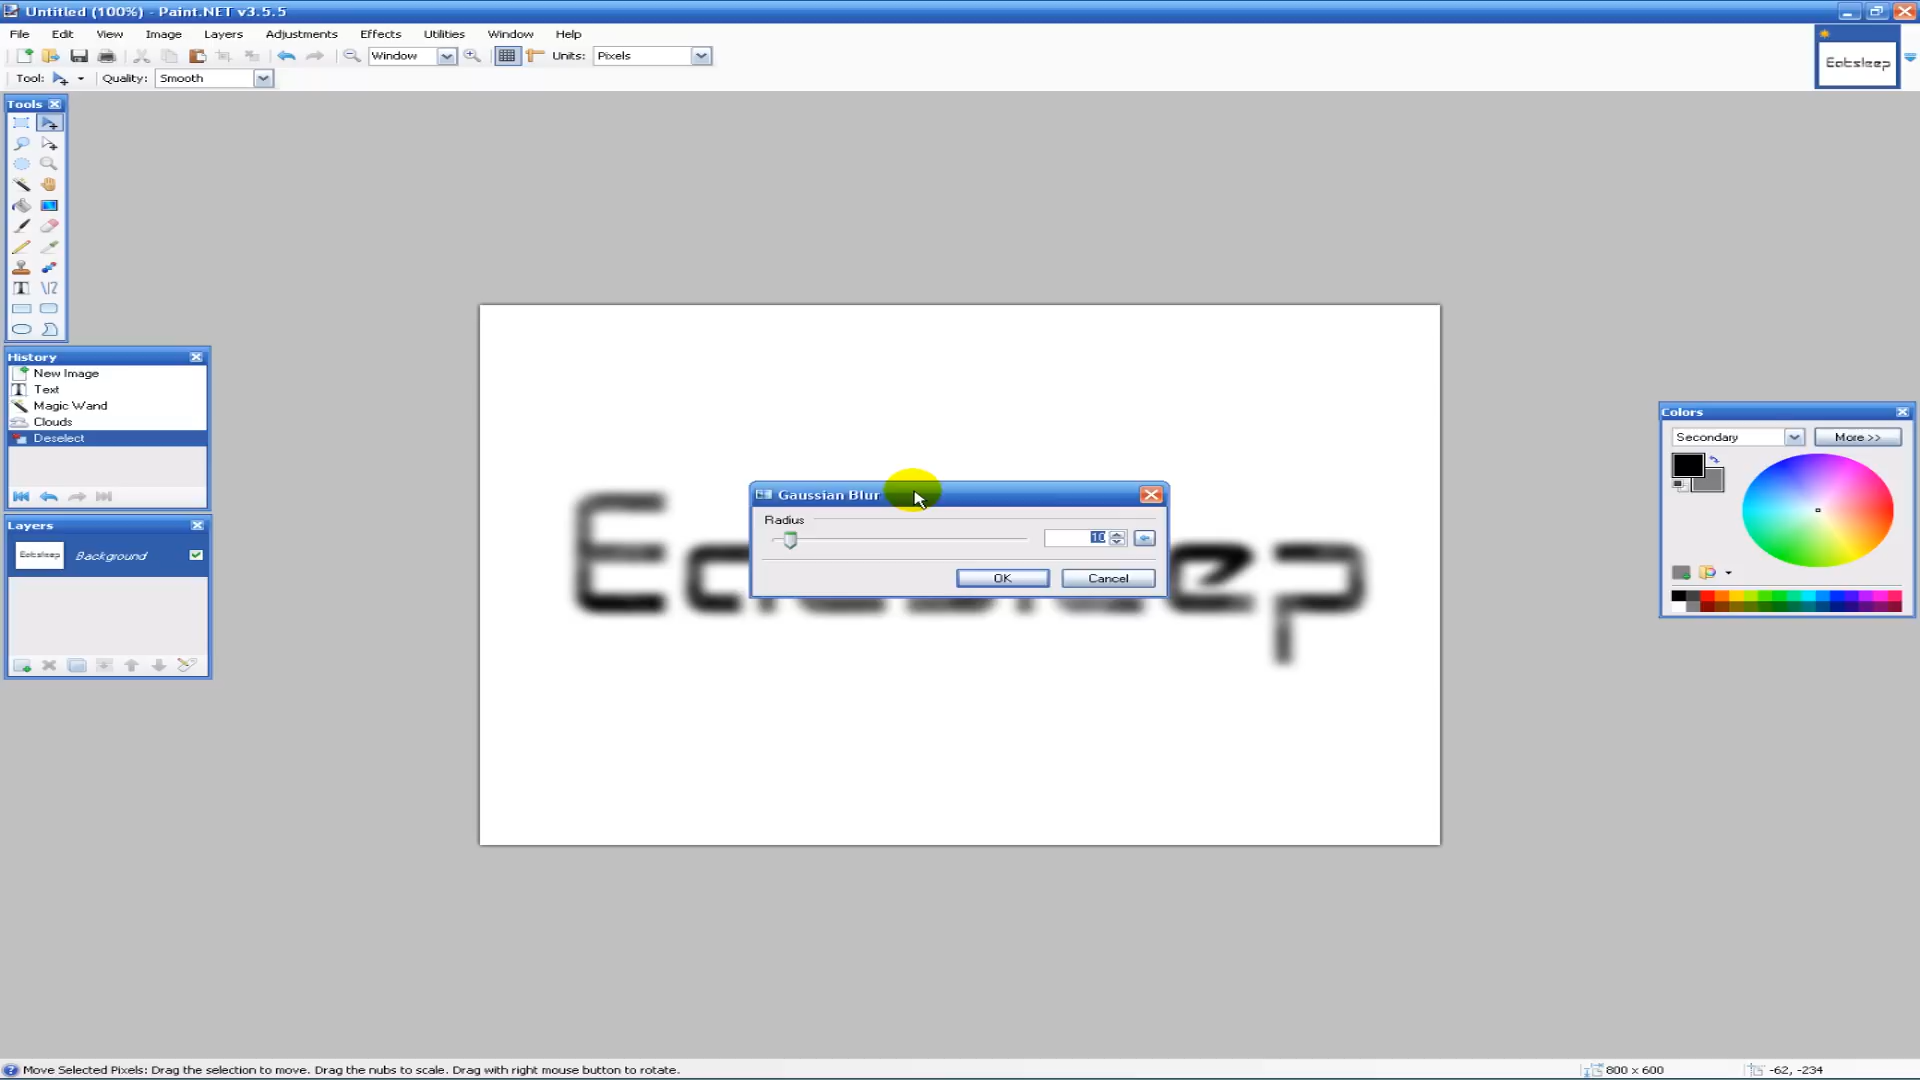 Untitled (100%) - Paint.NET v3.5.5
File Edit View Image Layers Adjustments Effects Utilities Window Help
Window Units: Pixels
Tool: Quality: Smooth
Eatsleep
Tools
History
New Image
Text
Magic Wand
Clouds
Deselect
Layers
Eatsleep Background
Gaussian Blur
Radius
10
OK Cancel
Eatsleep
Colors
Secondary More >>
Move Selected Pixels: Drag the selection to move. Drag the nubs to scale. Drag with right mouse button to rotate.
800 x 600 -62, -234